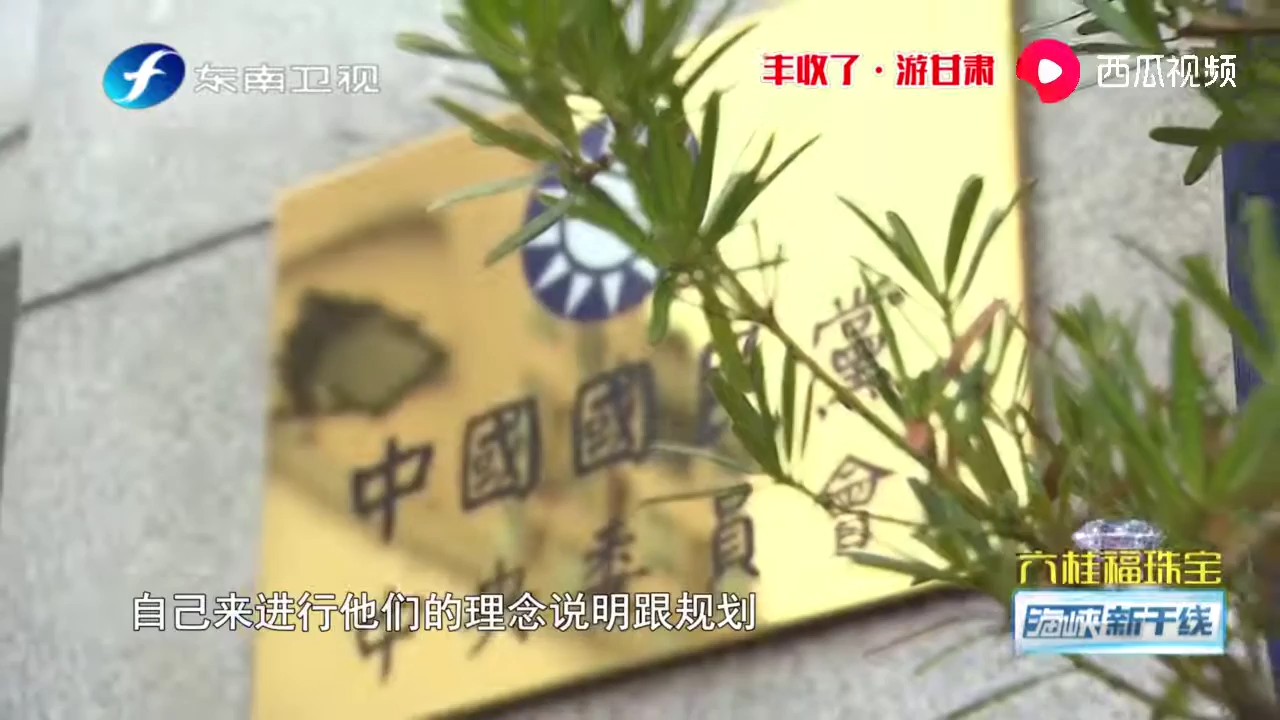 东南卫视
丰收了·游甘肃
西瓜视频
中國國民黨
中央委員會
六桂福珠宝
自己来进行他们的理念说明跟规划
海峡新干线